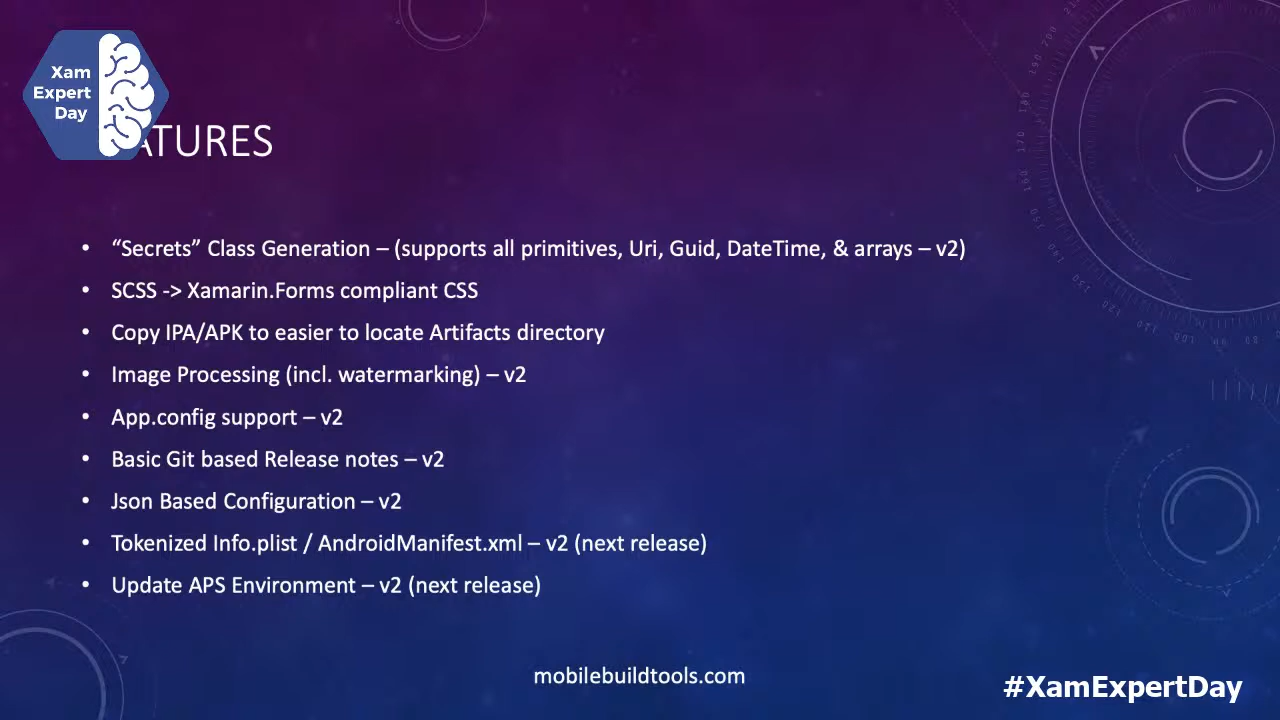 Xam
Expert
Day
ATURES
• “Secrets” Class Generation – (supports all primitives, Uri, Guid, DateTime, & arrays – v2)
• SCSS -> Xamarin.Forms compliant CSS
• Copy IPA/APK to easier to locate Artifacts directory
• Image Processing (incl. watermarking) – v2
• App.config support – v2
• Basic Git based Release notes – v2
• Json Based Configuration – v2
• Tokenized Info.plist / AndroidManifest.xml – v2 (next release)
• Update APS Environment – v2 (next release)
mobilebuildtools.com
#XamExpertDay